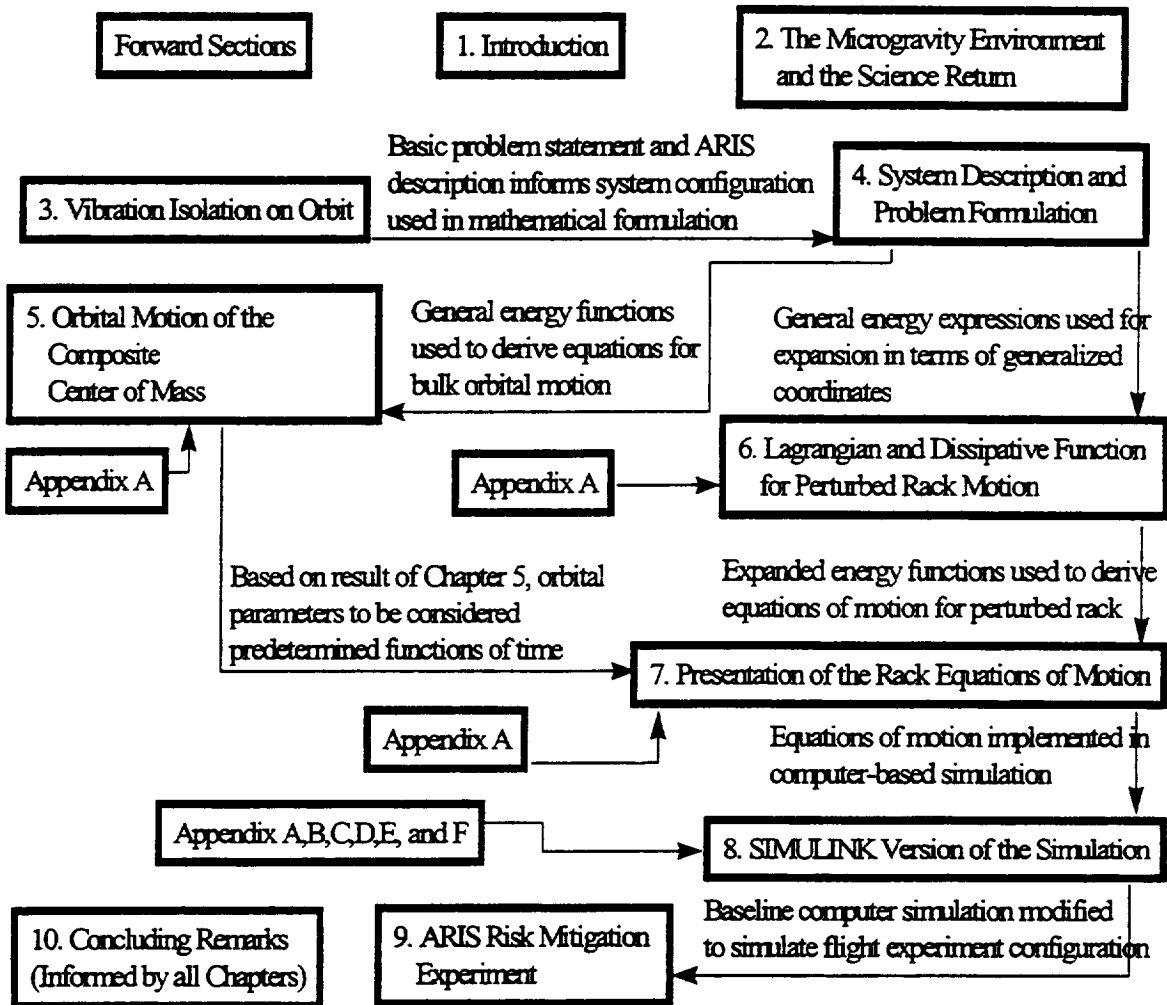 Forward Sections
1. Introduction
2. The Microgravity Environment
and the Science Return
Basic problem statement and ARIS
description informs system configuration
used in mathematical formulation
3. Vibration Isolation on Orbit
4. System Description and
Problem Formulation
5. Orbital Motion of the
Composite
Center of Mass
General energy functions
used to derive equations for
bulk orbital motion
General energy expressions used for
expansion in terms of generalized
coordinates
Appendix A
Appendix A
6. Lagrangian and Dissipative Function
for Perturbed Rack Motion
Based on result of Chapter 5, orbital
parameters to be considered
predetermined functions of time
Expanded energy functions used to derive
equations of motion for perturbed rack
7. Presentation of the Rack Equations of Motion
Appendix A
Equations of motion implemented in
computer-based simulation
Appendix A,B,C,D,E, and F
8. SIMULINK Version of the Simulation
Baseline computer simulation modified
to simulate flight experiment configuration
10. Concluding Remarks
(Informed by all Chapters)
9. ARIS Risk Mitigation
Experiment